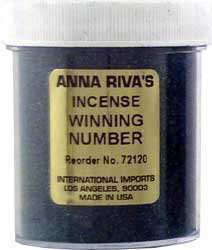 ANNA RIVA'S
INCENSE
WINNING
NUMBER
Reorder No. 72120
INTERNATIONAL IMPORTS
LOS ANGELES, 90003
MADE IN USA